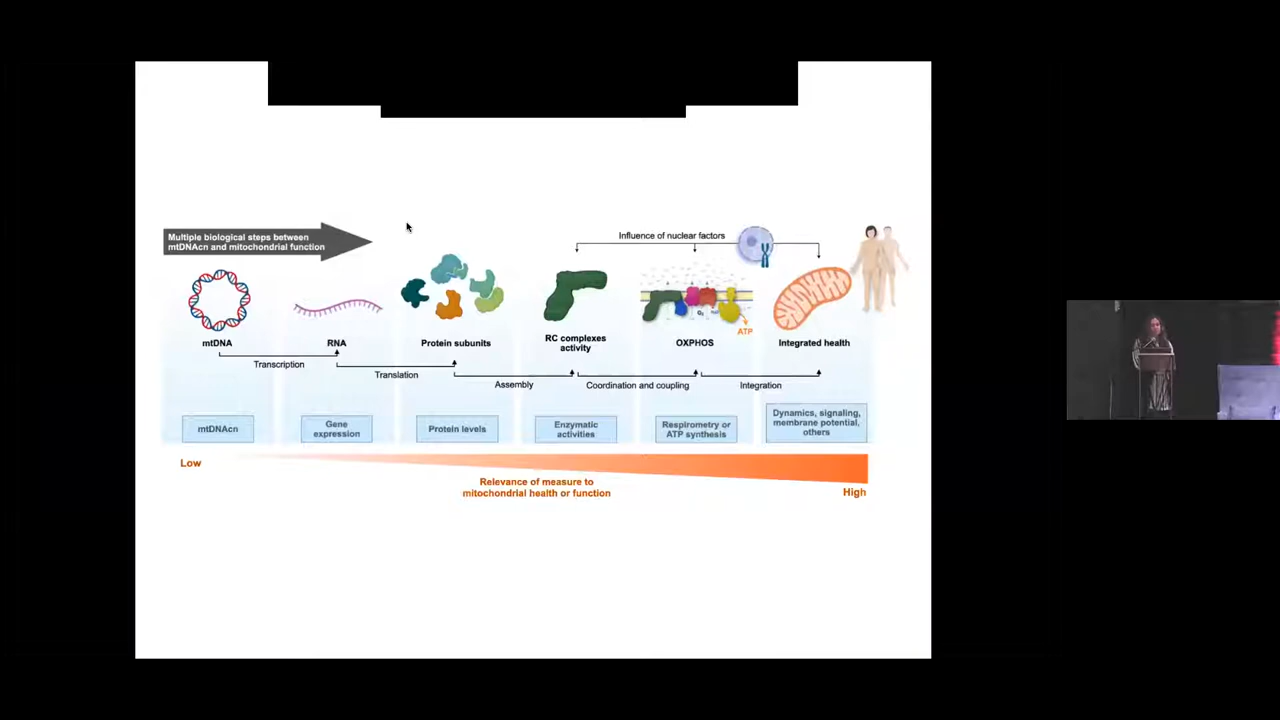 Multiple biological steps between
mtDNAcn and mitochondrial function
Influence of nuclear factors
ATP
mtDNA
RNA
Protein subunits
RC complexes
activity
OXPHOS
Integrated health
Transcription
Translation
Assembly
Coordination and coupling
Integration
mtDNAcn
Gene
expression
Protein levels
Enzymatic
activities
Respirometry or
ATP synthesis
Dynamics, signaling,
membrane potential,
others
Low
Relevance of measure to
mitochondrial health or function
High